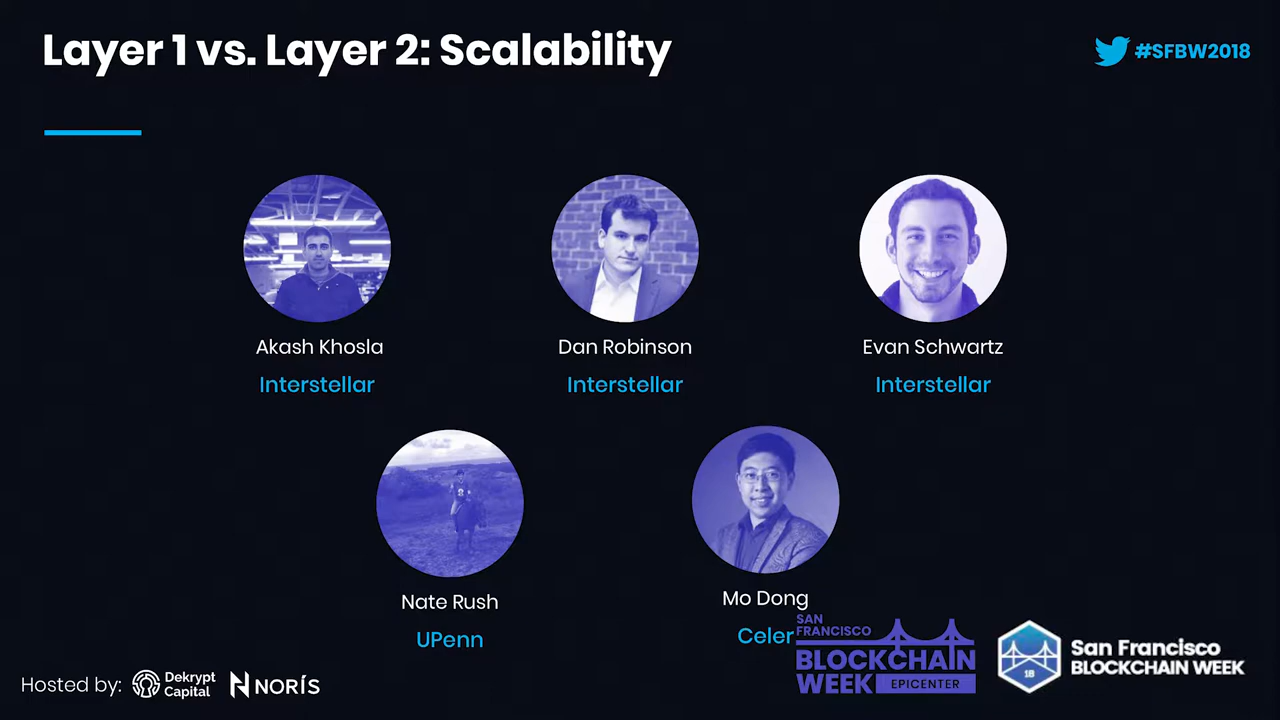 Layer 1 vs. Layer 2: Scalability
#SFBW2018
Akash Khosla
Dan Robinson
Evan Schwartz
Interstellar
Interstellar
Interstellar
Nate Rush
Mo Dong
UPenn
Celer
SAN
FRANCISCO
BLOCKCHAIN
WEEK EPICENTER
18
San Francisco
BLOCKCHAIN WEEK
Hosted by:
Dekrypt
Capital
NORÍS